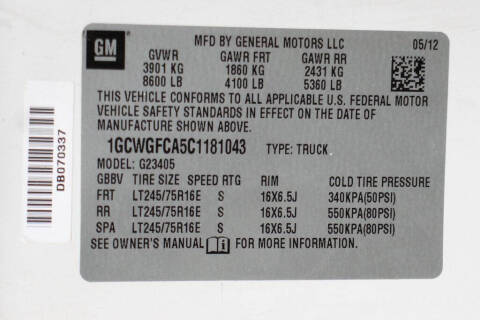 GM
MFD BY GENERAL MOTORS LLC 05/12
GVWR GAWR FRT GAWR RR
3901 KG 1860 KG 2431 KG
8600 LB 4100 LB 5360 LB
THIS VEHICLE CONFORMS TO ALL APPLICABLE U.S. FEDERAL MOTOR
VEHICLE SAFETY STANDARDS IN EFFECT ON THE DATE OF
MANUFACTURE SHOWN ABOVE.
1GCWGFCA5C1181043 TYPE: TRUCK
MODEL: G23405
GBBV TIRE SIZE SPEED RTG RIM COLD TIRE PRESSURE
FRT LT245/75R16E S 16X6.5J 340KPA(50PSI)
RR LT245/75R16E S 16X6.5J 550KPA(80PSI)
SPA LT245/75R16E S 16X6.5J 550KPA(80PSI)
SEE OWNER'S MANUAL FOR MORE INFORMATION.
DB070337